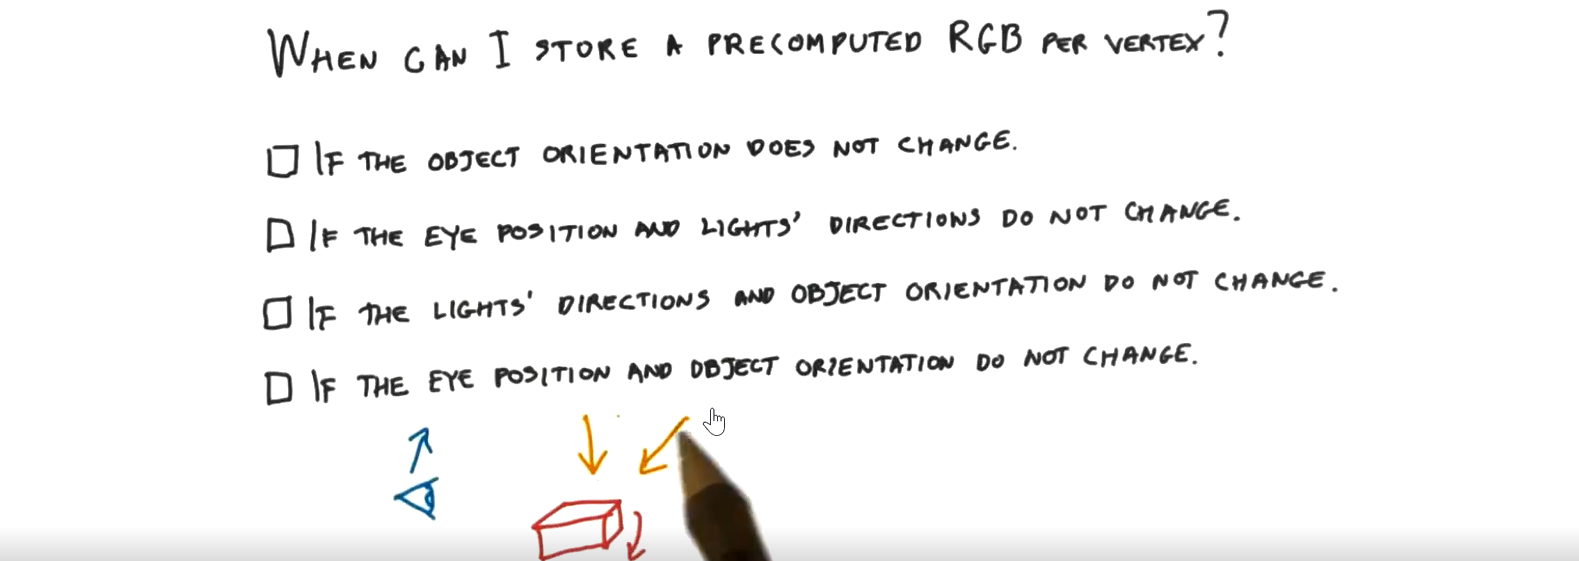 WHEN CAN I STORE A PRECOMPUTED RGB PER VERTEX?
IF THE OBJECT ORIENTATION DOES NOT CHANGE.
IF THE EYE POSITION AND LIGHTS' DIRECTIONS DO NOT CHANGE.
IF THE LIGHTS' DIRECTIONS AND OBJECT ORIENTATION DO NOT CHANGE.
IF THE EYE POSITION AND OBJECT ORIENTATION DO NOT CHANGE.